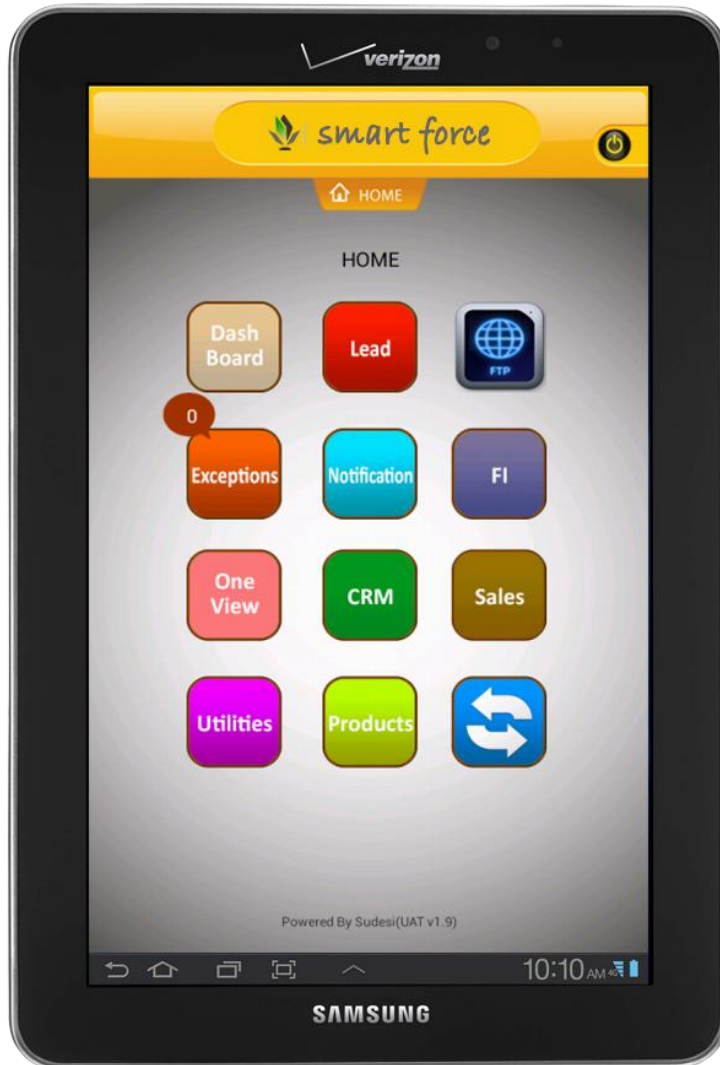 verizon
smart force
HOME
HOME
Dash
Board
Lead
FTP
0
Exceptions
Notification
FI
One
View
CRM
Sales
Utilities
Products
Powered By Sudesi(UAT v1.9)
10:10 AM 4G
SAMSUNG